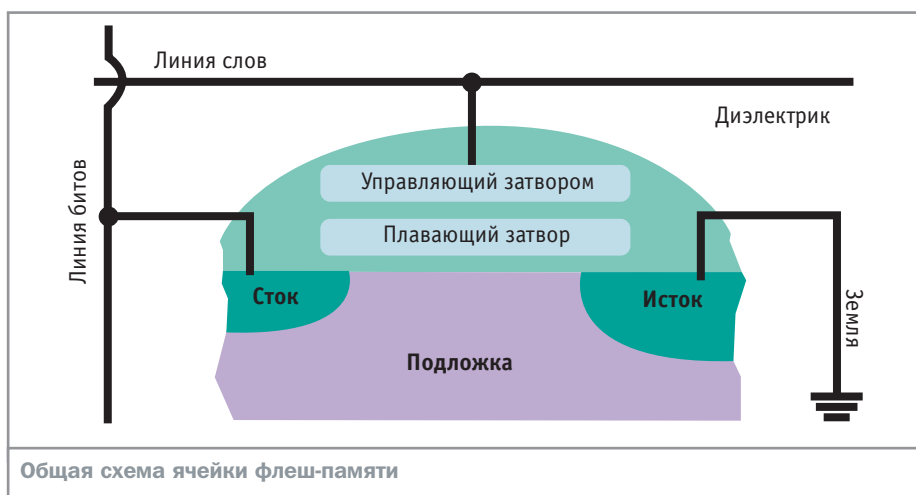 Линия слов
Диэлектрик
Управляющий затвором
Линия битов
Плавающий затвор
Сток
Исток
Земля
Подложка
Общая схема ячейки флеш-памяти